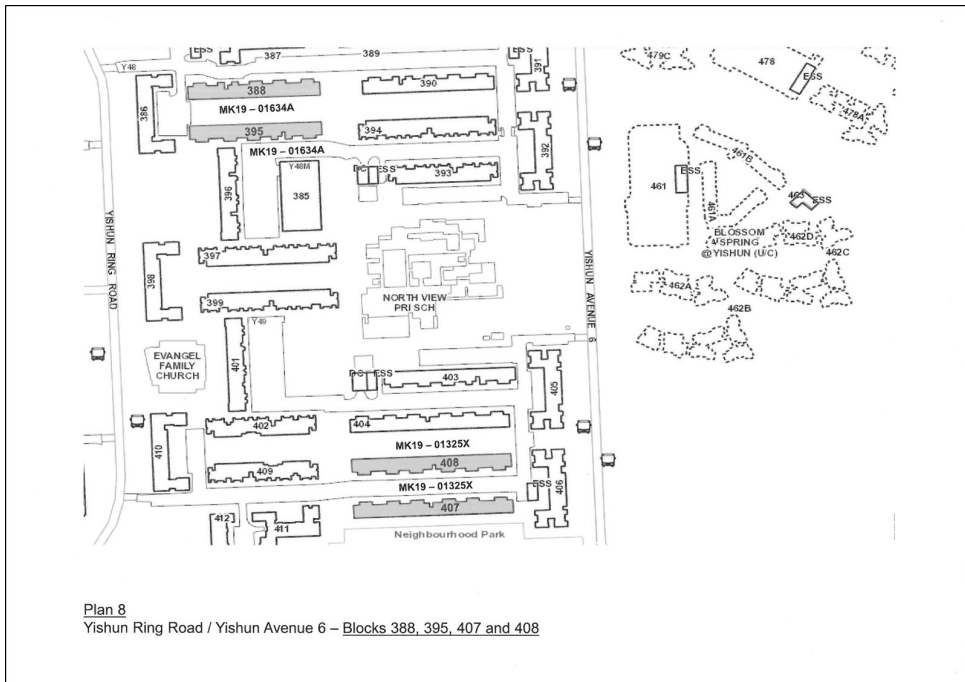 ESS
387
389
ESS
391
479C
478
ESS
478A
Y48
386
388
390
MK19 – 01634A
395
394
392
MK19 – 01634A
461B
396
Y48M
385
ESS
393
461
ESS
461A
463
ESS
BLOSSOM
SPRING
@YISHUN (U/C)
462D
462C
YISHUN RING ROAD
398
397
YISHUN AVENUE 6
462A
399
NORTH VIEW
PRI SCH
462B
Y49
401
EVANGEL
FAMILY
CHURCH
ESS
403
405
410
402
404
MK19 – 01325X
409
408
MK19 – 01325X
ESS
406
412
411
407
Neighbourhood Park
Plan 8
Yishun Ring Road / Yishun Avenue 6 – Blocks 388, 395, 407 and 408